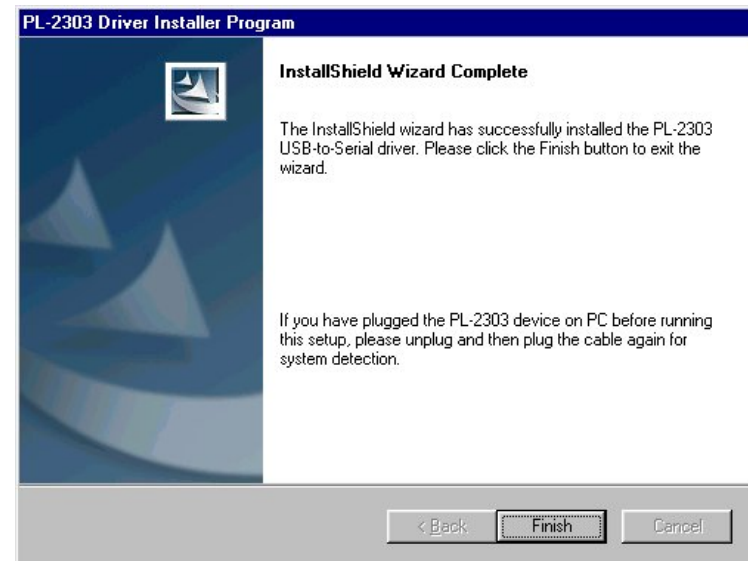 PL-2303 Driver Installer Program
InstallShield Wizard Complete
The InstallShield wizard has successfully installed the PL-2303
USB-to-Serial driver. Please click the Finish button to exit the
wizard.
If you have plugged the PL-2303 device on PC before running
this setup, please unplug and then plug the cable again for
system detection.
< Back
Finish
Cancel